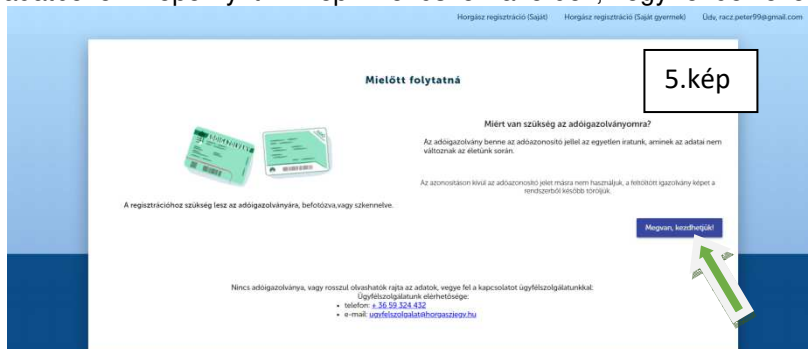 Horgász regisztráció (Saját) Horgász regisztráció (Saját gyermek) Üdv, racz.peter99@gmail.com
5.kép
Mielőtt folytatná
Miért van szükség az adóigazolványomra?
Az adóigazolvány benne az adóazonosító jellel az egyetlen iratunk, aminek az adatai nem
változnak az életünk során.
Az azonosításon kívül az adóazonosító jelet másra nem használjuk, a feltöltött igazolvány képet a
rendszerből később töröljük.
A regisztrációhoz szükség lesz az adóigazolványára, befotózva,vagy szkennelve.
Megvan, kezdhetjük!
Nincs adóigazolványa, vagy rosszul olvashatók rajta az adatok, vegye fel a kapcsolatot ügyfélszolgálatunkkal:
Ügyfélszolgálatunk elérhetősége:
• telefon: + 36 59 324 432
• e-mail: ugyfelszolgalat@horgaszjegy.hu